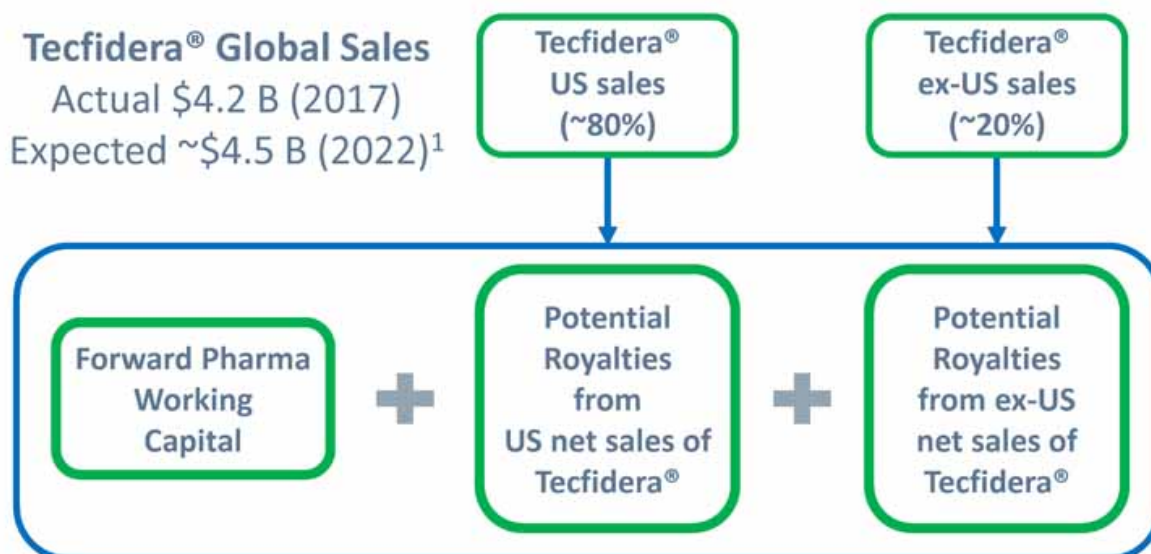 Tecfidera® Global Sales
Actual $4.2 B (2017)
Expected ~$4.5 B (2022)¹
Tecfidera®
US sales
(~80%)
Tecfidera®
ex-US sales
(~20%)
Forward Pharma
Working
Capital
Potential
Royalties
from
US net sales of
Tecfidera®
Potential
Royalties
from ex-US
net sales of
Tecfidera®